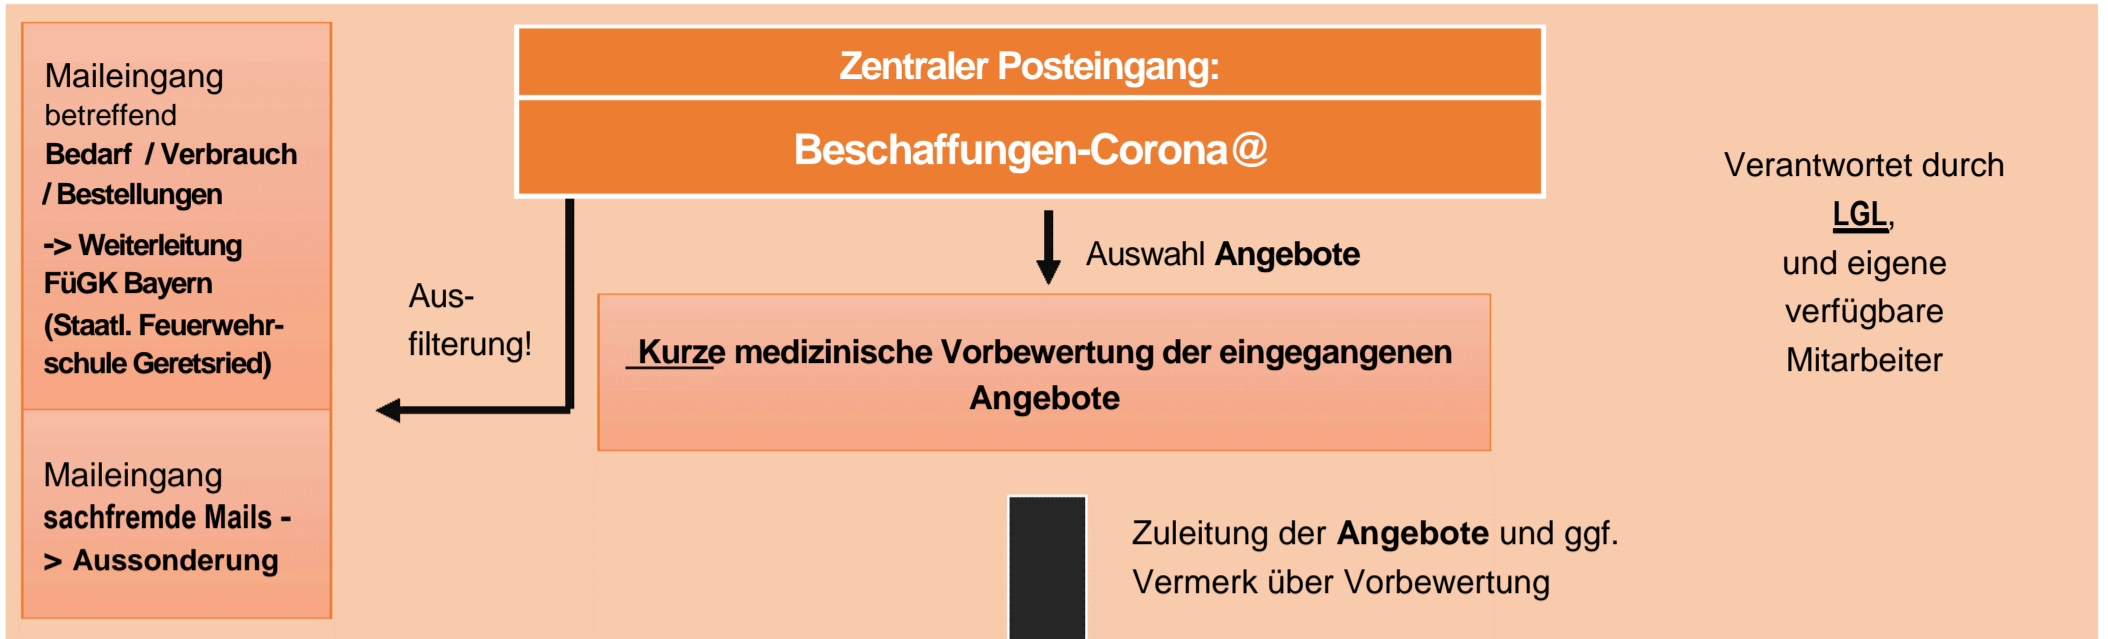 Maileingang
betreffend
Bedarf / Verbrauch
/ Bestellungen
-> Weiterleitung
FüGK Bayern
(Staatl. Feuerwehr-
schule Geretsried)
Maileingang
sachfremde Mails -
> Aussonderung
Zentraler Posteingang:
Beschaffungen-Corona@
Aus-
filterung!
Auswahl Angebote
Kurze medizinische Vorbewertung der eingegangenen
Angebote
Zuleitung der Angebote und ggf.
Vermerk über Vorbewertung
Verantwortet durch
LGL,
und eigene
verfügbare
Mitarbeiter